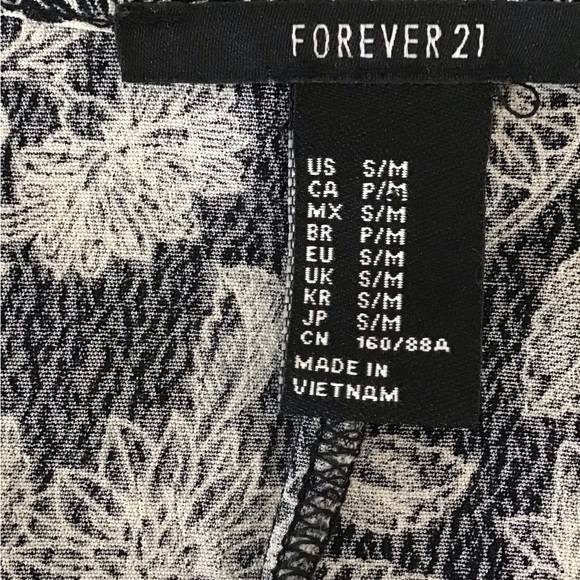 FOREVER 21
US S/M
CA P/M
MX S/M
BR P/M
EU S/M
UK S/M
KR S/M
JP S/M
CN 160/88A
MADE IN
VIETNAM